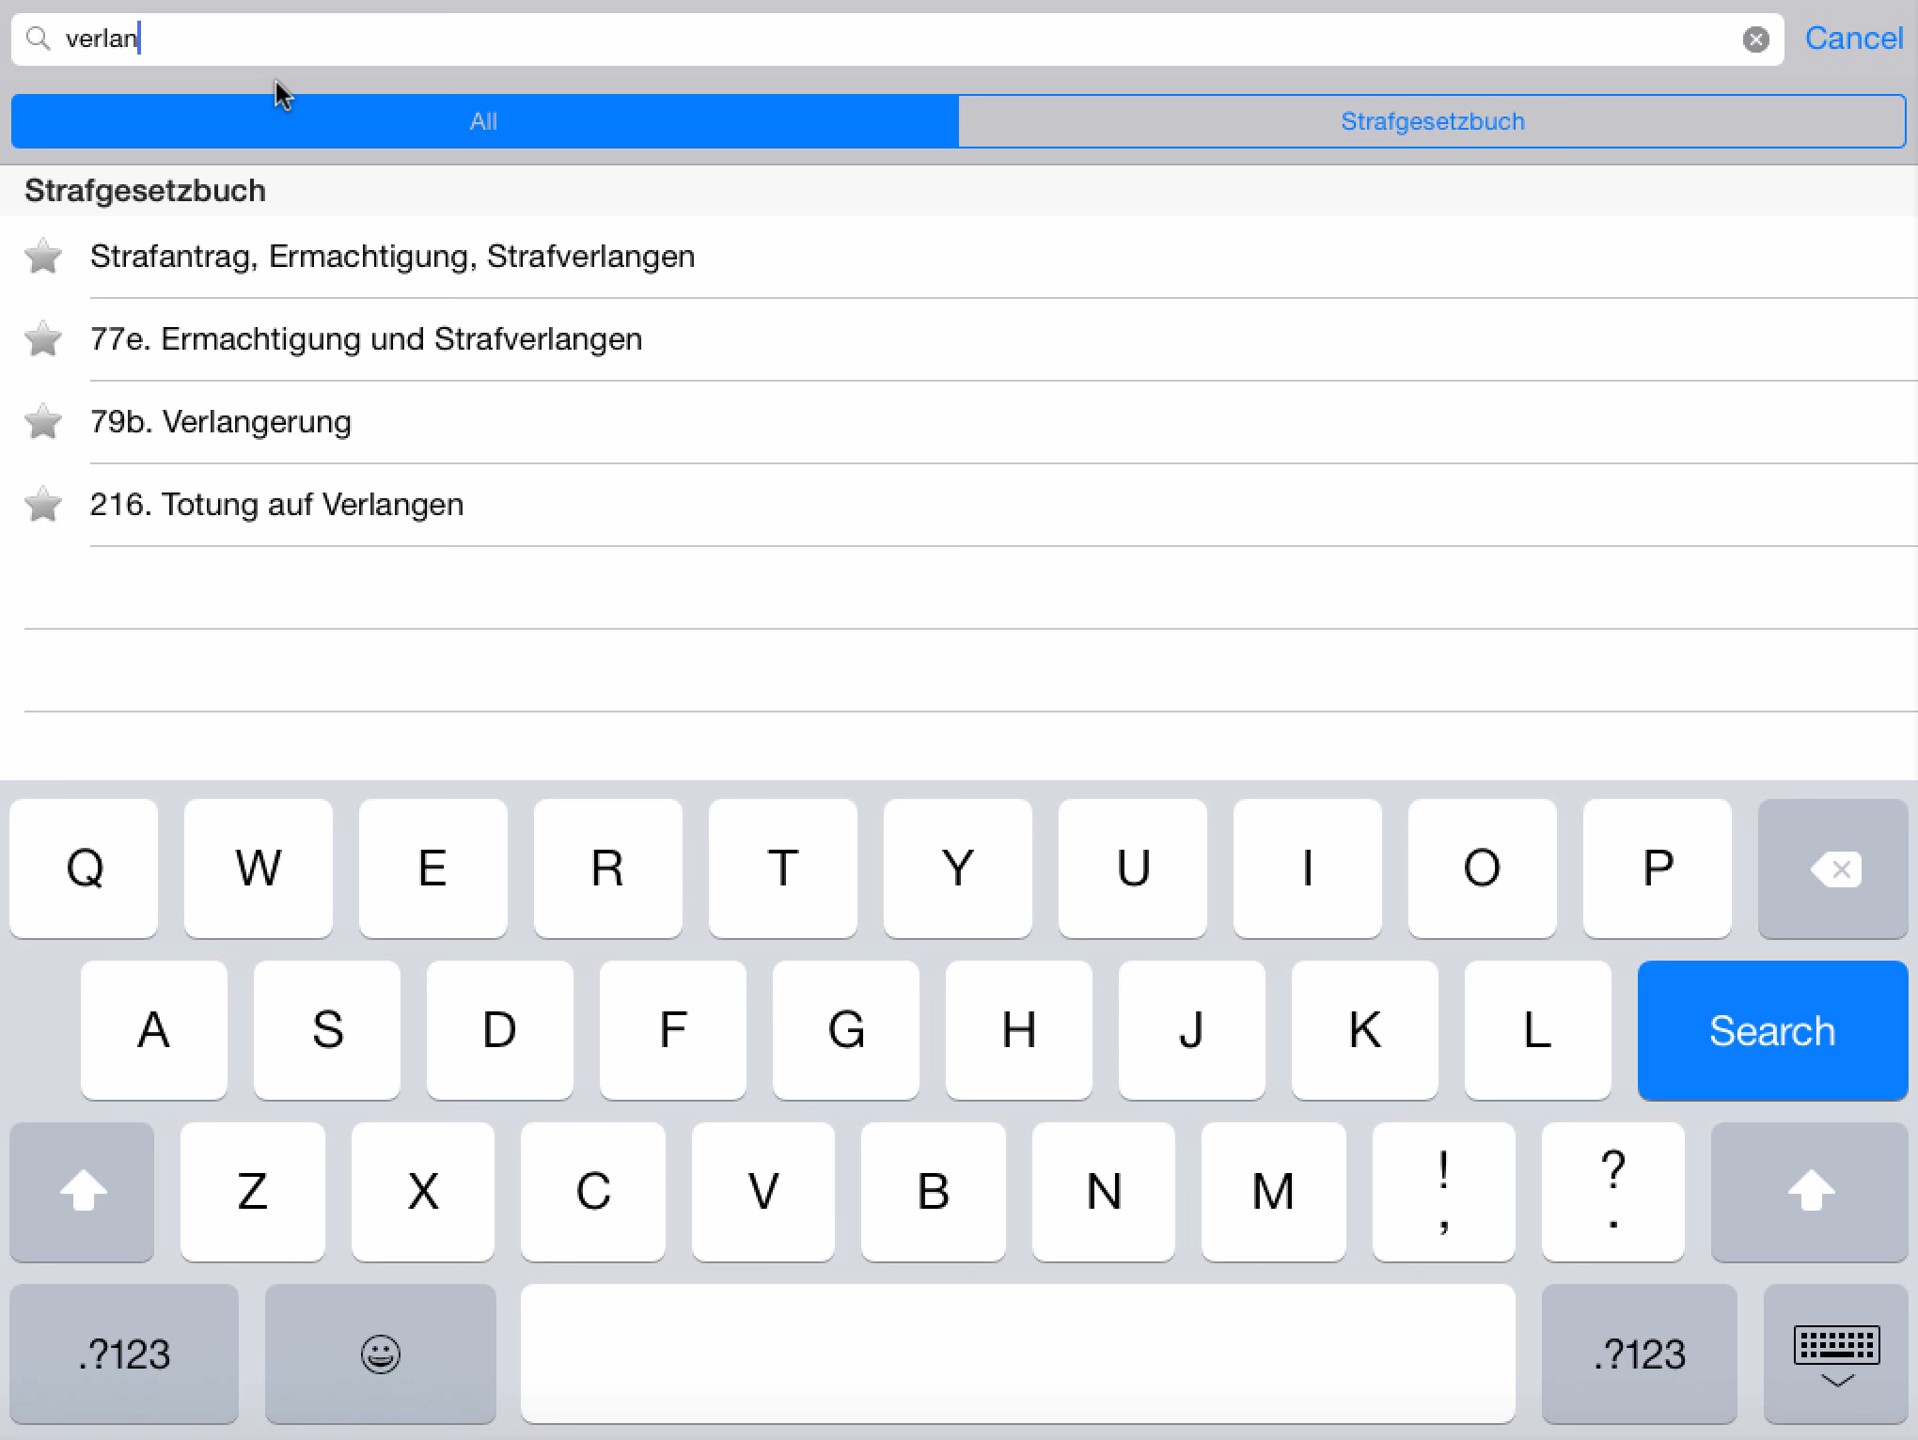 verlan
Cancel
All
Strafgesetzbuch
Strafgesetzbuch
Strafantrag, Ermachtigung, Strafverlangen
77e. Ermachtigung und Strafverlangen
79b. Verlangerung
216. Totung auf Verlangen
Q W E R T Y U I O P
A S D F G H J K L Search
Z X C V B N M ! , ? .
.?123 .?123